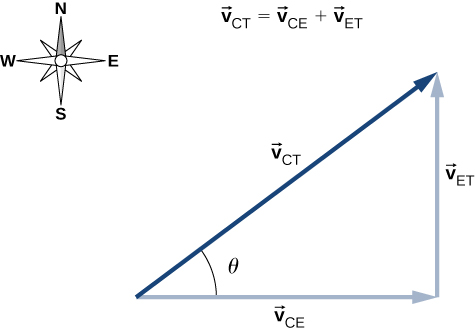 N
W E
S
v⃗CT = v⃗CE + v⃗ET
v⃗CT
v⃗ET
θ
v⃗CE